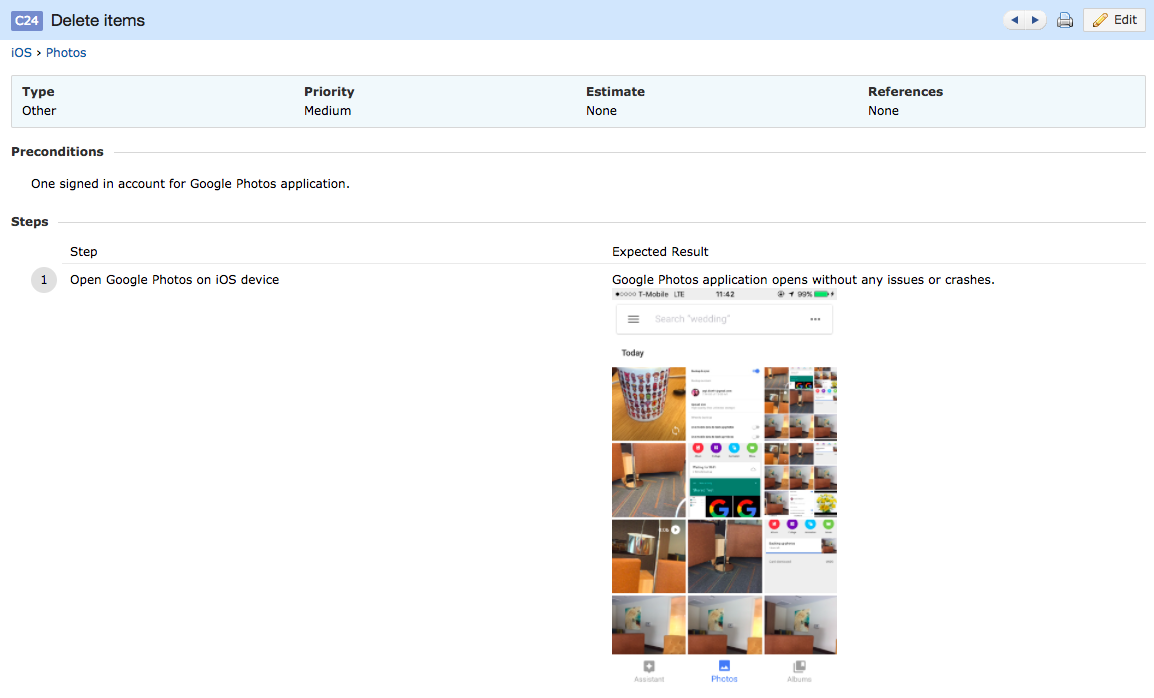 C24 Delete items
Edit
iOS > Photos
Type Priority Estimate References
Other Medium None None
Preconditions
One signed in account for Google Photos application.
Steps
Step Expected Result
1 Open Google Photos on iOS device Google Photos application opens without any issues or crashes.
T-Mobile LTE 11:42 99%
Search "wedding"
Today
Assistant Photos Albums